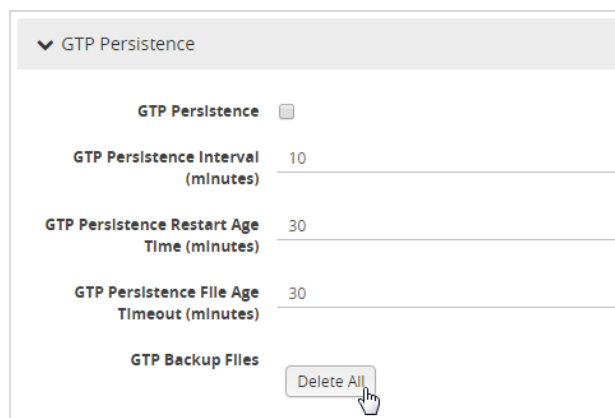 GTP Persistence
GTP Persistence
GTP Persistence Interval
(minutes)
10
GTP Persistence Restart Age
Time (minutes)
30
GTP Persistence File Age
Timeout (minutes)
30
GTP Backup Files
Delete All